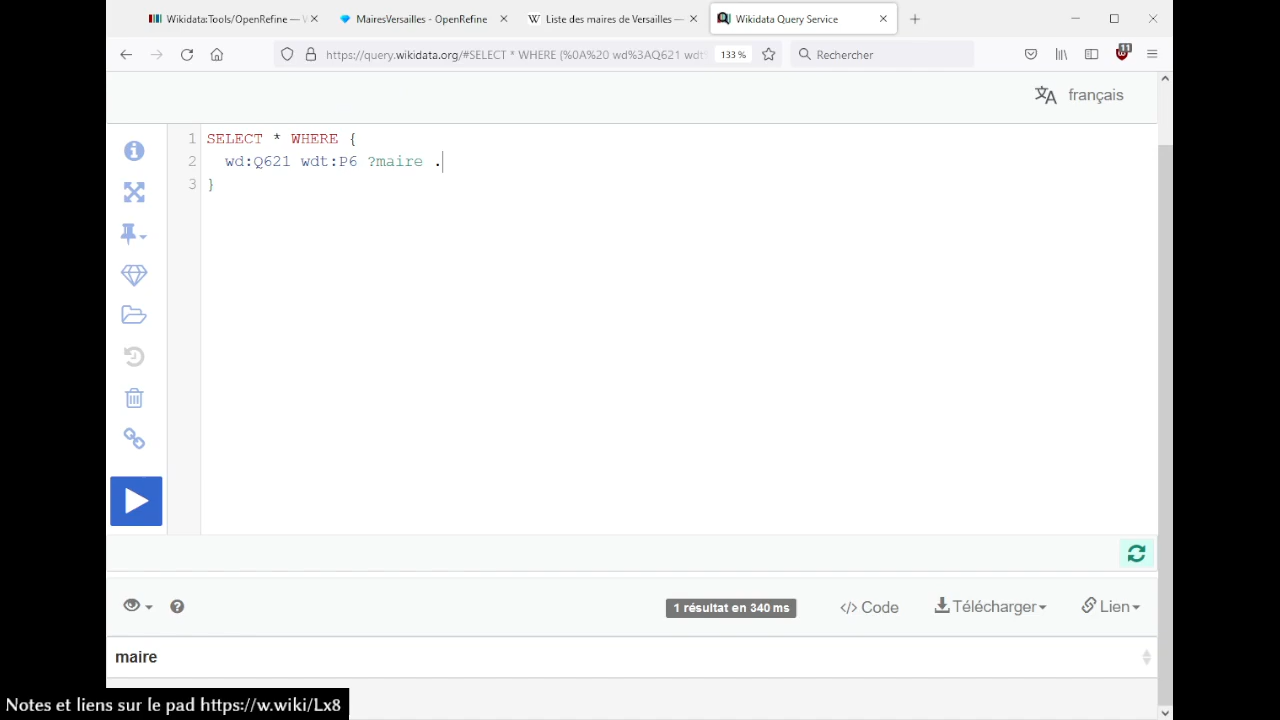 Wikidata:Tools/OpenRefine — V
MairesVersailles - OpenRefine
Liste des maires de Versailles —
Wikidata Query Service
https://query.wikidata.org/#SELECT * WHERE {%0A%20 wd%3AQ621 wdt
133 %
Rechercher
11
français
1 SELECT * WHERE {
2 wd:Q621 wdt:P6 ?maire .
3 }
1 résultat en 340 ms
</> Code
Télécharger
Lien
maire
Notes et liens sur le pad https://w.wiki/Lx8